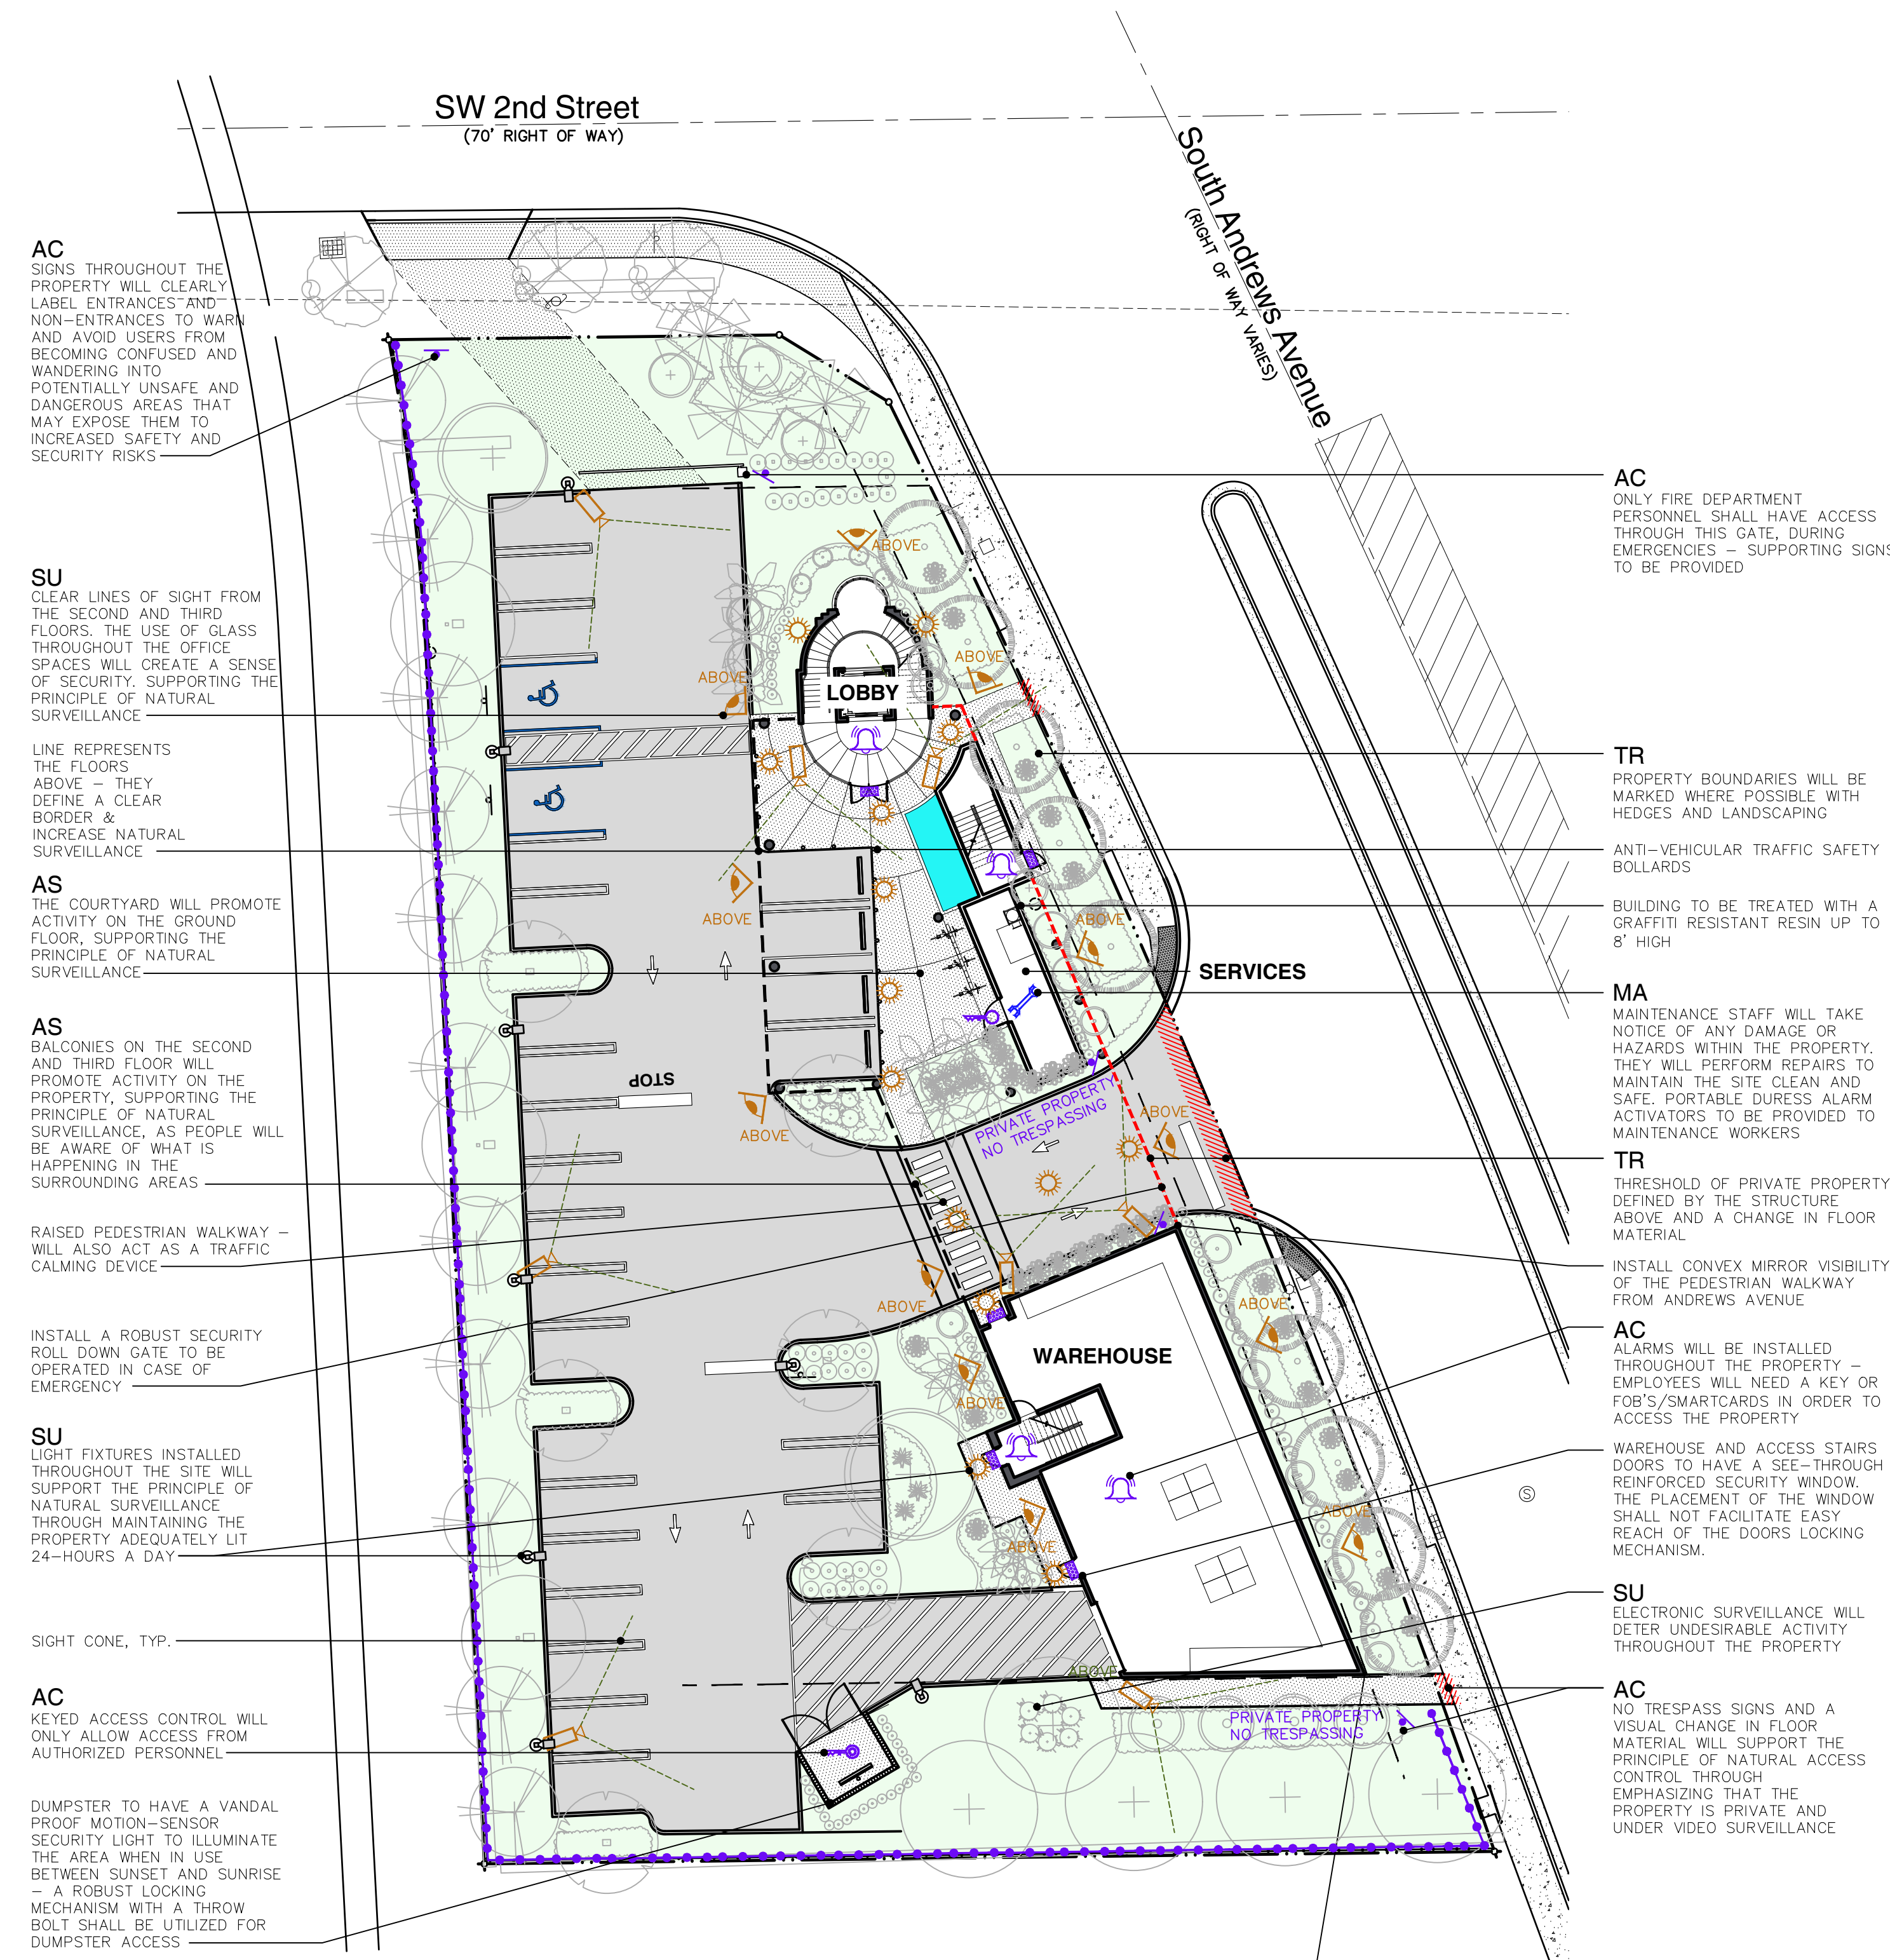 SW 2nd Street
(70' RIGHT OF WAY)
South Andrews Avenue
(RIGHT OF WAY VARIES)
AC
SIGNS THROUGHOUT THE
PROPERTY WILL CLEARLY
LABEL ENTRANCES AND
NON-ENTRANCES TO WARN
AND AVOID USERS FROM
BECOMING CONFUSED AND
WANDERING INTO
POTENTIALLY UNSAFE AND
DANGEROUS AREAS THAT
MAY EXPOSE THEM TO
INCREASED SAFETY AND
SECURITY RISKS
SU
CLEAR LINES OF SIGHT FROM
THE SECOND AND THIRD
FLOORS. THE USE OF GLASS
THROUGHOUT THE OFFICE
SPACES WILL CREATE A SENSE
OF SECURITY. SUPPORTING THE
PRINCIPLE OF NATURAL
SURVEILLANCE
LINE REPRESENTS
THE FLOORS
ABOVE - THEY
DEFINE A CLEAR
BORDER &
INCREASE NATURAL
SURVEILLANCE
AS
THE COURTYARD WILL PROMOTE
ACTIVITY ON THE GROUND
FLOOR, SUPPORTING THE
PRINCIPLE OF NATURAL
SURVEILLANCE
AS
BALCONIES ON THE SECOND
AND THIRD FLOOR WILL
PROMOTE ACTIVITY ON THE
PROPERTY, SUPPORTING THE
PRINCIPLE OF NATURAL
SURVEILLANCE, AS PEOPLE WILL
BE AWARE OF WHAT IS
HAPPENING IN THE
SURROUNDING AREAS
RAISED PEDESTRIAN WALKWAY -
WILL ALSO ACT AS A TRAFFIC
CALMING DEVICE
INSTALL A ROBUST SECURITY
ROLL DOWN GATE TO BE
OPERATED IN CASE OF
EMERGENCY
SU
LIGHT FIXTURES INSTALLED
THROUGHOUT THE SITE WILL
SUPPORT THE PRINCIPLE OF
NATURAL SURVEILLANCE
THROUGH MAINTAINING THE
PROPERTY ADEQUATELY LIT
24-HOURS A DAY
SIGHT CONE, TYP.
AC
KEYED ACCESS CONTROL WILL
ONLY ALLOW ACCESS FROM
AUTHORIZED PERSONNEL
DUMPSTER TO HAVE A VANDAL
PROOF MOTION-SENSOR
SECURITY LIGHT TO ILLUMINATE
THE AREA WHEN IN USE
BETWEEN SUNSET AND SUNRISE
- A ROBUST LOCKING
MECHANISM WITH A THROW
BOLT SHALL BE UTILIZED FOR
DUMPSTER ACCESS
ABOVE
ABOVE
ABOVE
LOBBY
ABOVE
ABOVE
SERVICES
STOP
PRIVATE PROPERTY
NO TRESPASSING
ABOVE
ABOVE
ABOVE
ABOVE
WAREHOUSE
ABOVE
ABOVE
ABOVE
S
ABOVE
PRIVATE PROPERTY
NO TRESPASSING
AC
ONLY FIRE DEPARTMENT
PERSONNEL SHALL HAVE ACCESS
THROUGH THIS GATE, DURING
EMERGENCIES - SUPPORTING SIGNS
TO BE PROVIDED
TR
PROPERTY BOUNDARIES WILL BE
MARKED WHERE POSSIBLE WITH
HEDGES AND LANDSCAPING
ANTI-VEHICULAR TRAFFIC SAFETY
BOLLARDS
BUILDING TO BE TREATED WITH A
GRAFFITI RESISTANT RESIN UP TO
8' HIGH
MA
MAINTENANCE STAFF WILL TAKE
NOTICE OF ANY DAMAGE OR
HAZARDS WITHIN THE PROPERTY.
THEY WILL PERFORM REPAIRS TO
MAINTAIN THE SITE CLEAN AND
SAFE. PORTABLE DURESS ALARM
ACTIVATORS TO BE PROVIDED TO
MAINTENANCE WORKERS
TR
THRESHOLD OF PRIVATE PROPERTY
DEFINED BY THE STRUCTURE
ABOVE AND A CHANGE IN FLOOR
MATERIAL
INSTALL CONVEX MIRROR VISIBILITY
OF THE PEDESTRIAN WALKWAY
FROM ANDREWS AVENUE
AC
ALARMS WILL BE INSTALLED
THROUGHOUT THE PROPERTY -
EMPLOYEES WILL NEED A KEY OR
FOB'S/SMARTCARDS IN ORDER TO
ACCESS THE PROPERTY
WAREHOUSE AND ACCESS STAIRS
DOORS TO HAVE A SEE-THROUGH
REINFORCED SECURITY WINDOW.
THE PLACEMENT OF THE WINDOW
SHALL NOT FACILITATE EASY
REACH OF THE DOORS LOCKING
MECHANISM.
SU
ELECTRONIC SURVEILLANCE WILL
DETER UNDESIRABLE ACTIVITY
THROUGHOUT THE PROPERTY
AC
NO TRESPASS SIGNS AND A
VISUAL CHANGE IN FLOOR
MATERIAL WILL SUPPORT THE
PRINCIPLE OF NATURAL ACCESS
CONTROL THROUGH
EMPHASIZING THAT THE
PROPERTY IS PRIVATE AND
UNDER VIDEO SURVEILLANCE